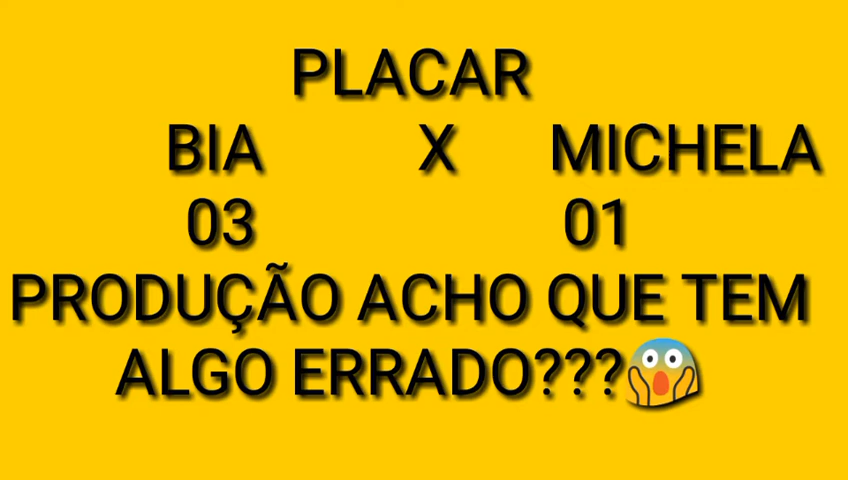 PLACAR
BIA X MICHELA
03 01
PRODUÇÃO ACHO QUE TEM
ALGO ERRADO???😱